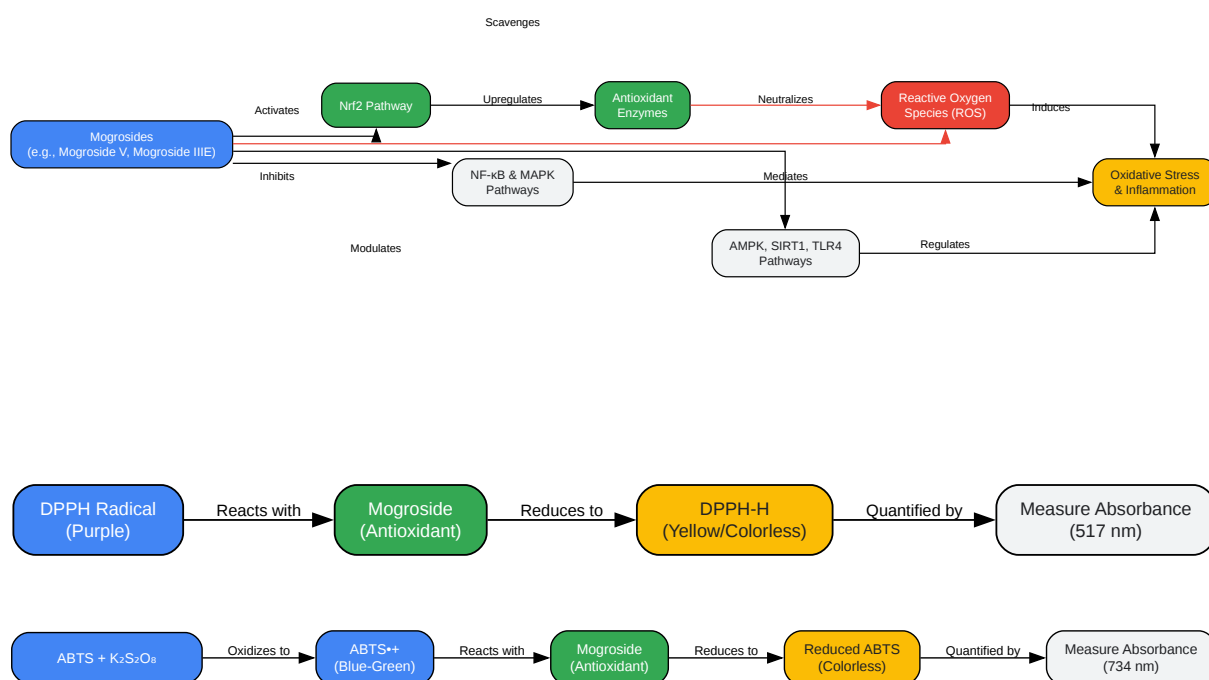 Scavenges
Nrf2 Pathway
Upregulates
Antioxidant
Enzymes
Neutralizes
Reactive Oxygen
Species (ROS)
Induces
Activates
Mogrosides
(e.g., Mogroside V, Mogroside IIIE)
Inhibits
NF-κB & MAPK
Pathways
Mediates
Oxidative Stress
& Inflammation
Modulates
AMPK, SIRT1, TLR4
Pathways
Regulates
DPPH Radical
(Purple)
Reacts with
Mogroside
(Antioxidant)
Reduces to
DPPH-H
(Yellow/Colorless)
Quantified by
Measure Absorbance
(517 nm)
ABTS + K₂S₂O₈
Oxidizes to
ABTS•+
(Blue-Green)
Reacts with
Mogroside
(Antioxidant)
Reduces to
Reduced ABTS
(Colorless)
Quantified by
Measure Absorbance
(734 nm)